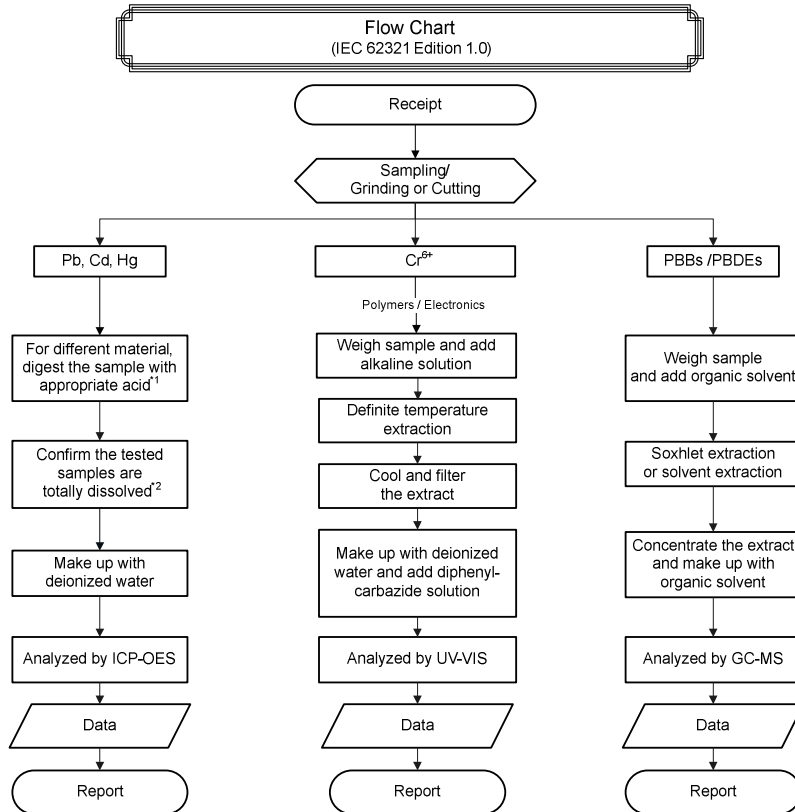 Flow Chart
(IEC 62321 Edition 1.0)
Receipt
Sampling/
Grinding or Cutting
Pb, Cd, Hg
For different material,
digest the sample with
appropriate acid*1
Confirm the tested
samples are
totally dissolved*2
Make up with
deionized water
Analyzed by ICP-OES
Data
Report
Cr6+
Polymers / Electronics
Weigh sample and add
alkaline solution
Definite temperature
extraction
Cool and filter
the extract
Make up with deionized
water and add diphenyl-
carbazide solution
Analyzed by UV-VIS
Data
Report
PBBs /PBDEs
Weigh sample
and add organic solvent
Soxhlet extraction
or solvent extraction
Concentrate the extract
and make up with
organic solvent
Analyzed by GC-MS
Data
Report